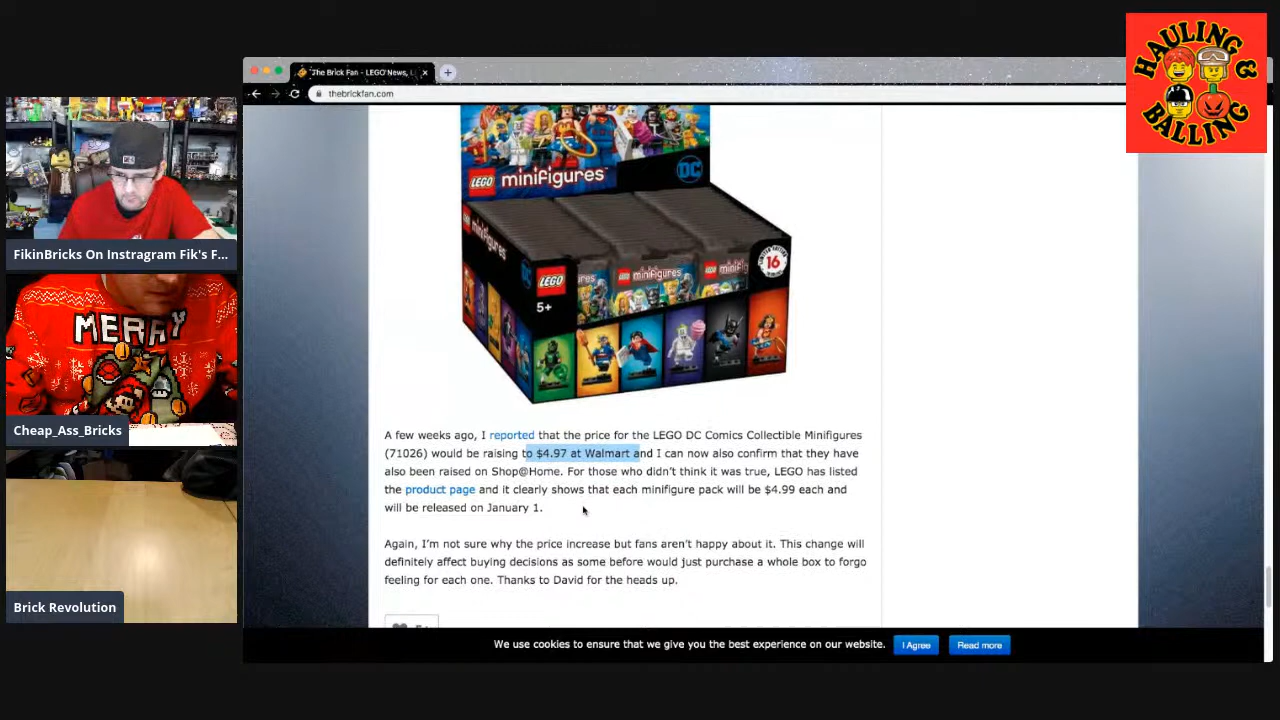 HAULING &
BALLING
The Brick Fan - LEGO News, L
thebrickfan.com
LEGO minifigures DC
LEGO minifigures
minifigures
LEGO
minifig
16
5+
FikinBricks On Instragram Fik's F...
MERRY
Cheap_Ass_Bricks
Brick Revolution
A few weeks ago, I reported that the price for the LEGO DC Comics Collectible Minifigures
(71026) would be raising to $4.97 at Walmart and I can now also confirm that they have
also been raised on Shop@Home. For those who didn't think it was true, LEGO has listed
the product page and it clearly shows that each minifigure pack will be $4.99 each and
will be released on January 1.
Again, I'm not sure why the price increase but fans aren't happy about it. This change will
definitely affect buying decisions as some before would just purchase a whole box to forgo
feeling for each one. Thanks to David for the heads up.
We use cookies to ensure that we give you the best experience on our website.
I Agree
Read more